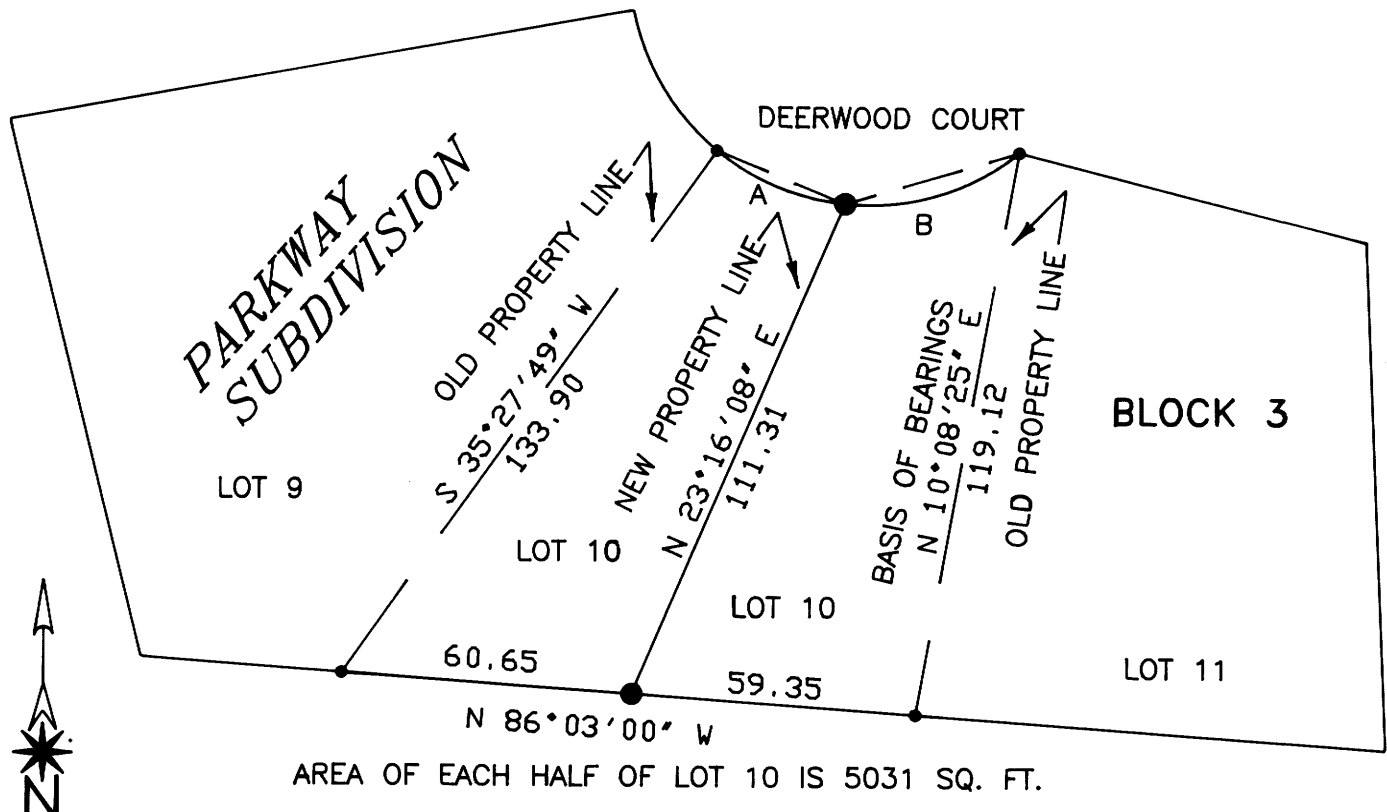 DEERWOOD COURT
PARKWAY
SUBDIVISION
OLD PROPERTY LINE
S 35°27'49" W
133.90
A
B
NEW PROPERTY LINE
N 23°16'08" E
111.31
BASIS OF BEARINGS
N 10°08'25" E
119.12
OLD PROPERTY LINE
BLOCK 3
LOT 9
LOT 10
LOT 10
LOT 11
60.65
59.35
N 86°03'00" W
AREA OF EACH HALF OF LOT 10 IS 5031 SQ. FT.
N